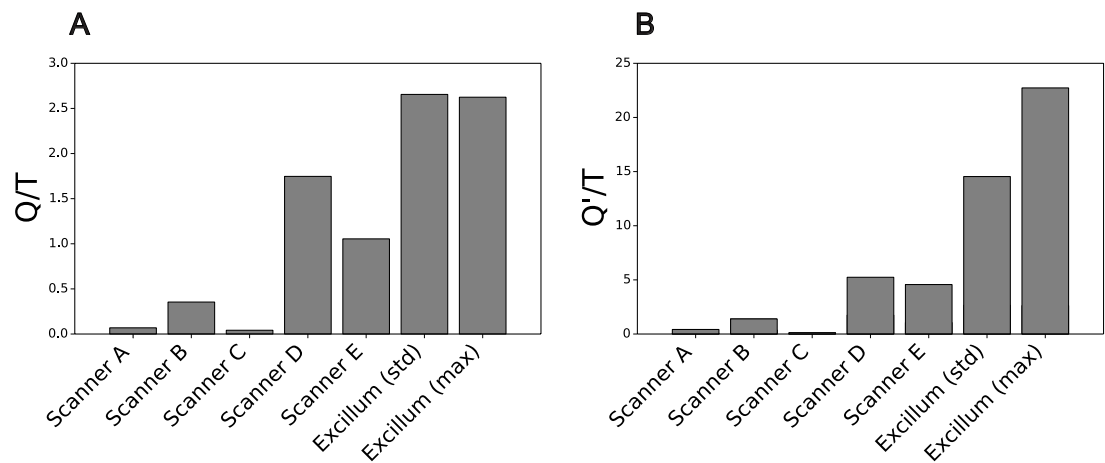 A
3.0
2.5
2.0
1.5
1.0
0.5
0.0
Q/T
Scanner A
Scanner B
Scanner C
Scanner D
Scanner E
Excillum (std)
Excillum (max)
B
25
20
15
10
5
0
Q'/T
Scanner A
Scanner B
Scanner C
Scanner D
Scanner E
Excillum (std)
Excillum (max)